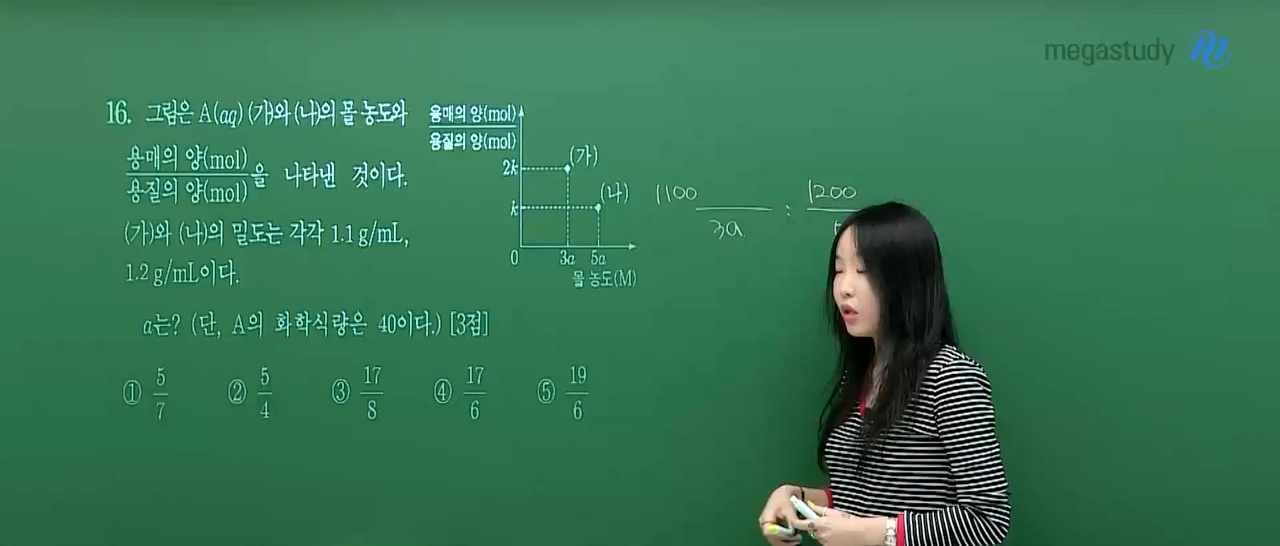 megastudy
16. 그림은 A(aq) (가)와 (나)의 몰 농도와
용매의 양(mol)
용질의 양(mol)
을 나타낸 것이다.
(가)와 (나)의 밀도는 각각 1.1 g/mL,
1.2 g/mL이다.
용매의 양(mol)
용질의 양(mol)
2k
(가)
k
(나)
0
3a 5a
몰 농도(M)
a는? (단, A의 화학식량은 40이다.) [3점]
① 5/7 ② 5/4 ③ 17/8 ④ 17/6 ⑤ 19/6
1100 : 1200
3a